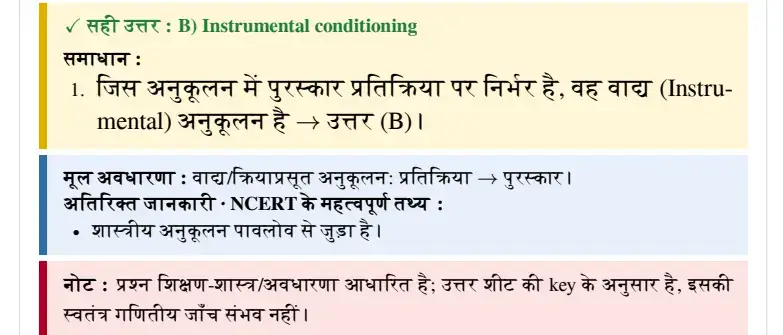 ✓ सही उत्तर : B) Instrumental conditioning
समाधान :
1. जिस अनुकूलन में पुरस्कार प्रतिक्रिया पर निर्भर है, वह वाद्य (Instru-
mental) अनुकूलन है → उत्तर (B)।
मूल अवधारणा : वाद्य/क्रियाप्रसूत अनुकूलन: प्रतिक्रिया → पुरस्कार।
अतिरिक्त जानकारी · NCERT के महत्वपूर्ण तथ्य :
• शास्त्रीय अनुकूलन पावलोव से जुड़ा है।
नोट : प्रश्न शिक्षण-शास्त्र/अवधारणा आधारित है; उत्तर शीट की key के अनुसार है, इसकी
स्वतंत्र गणितीय जाँच संभव नहीं।